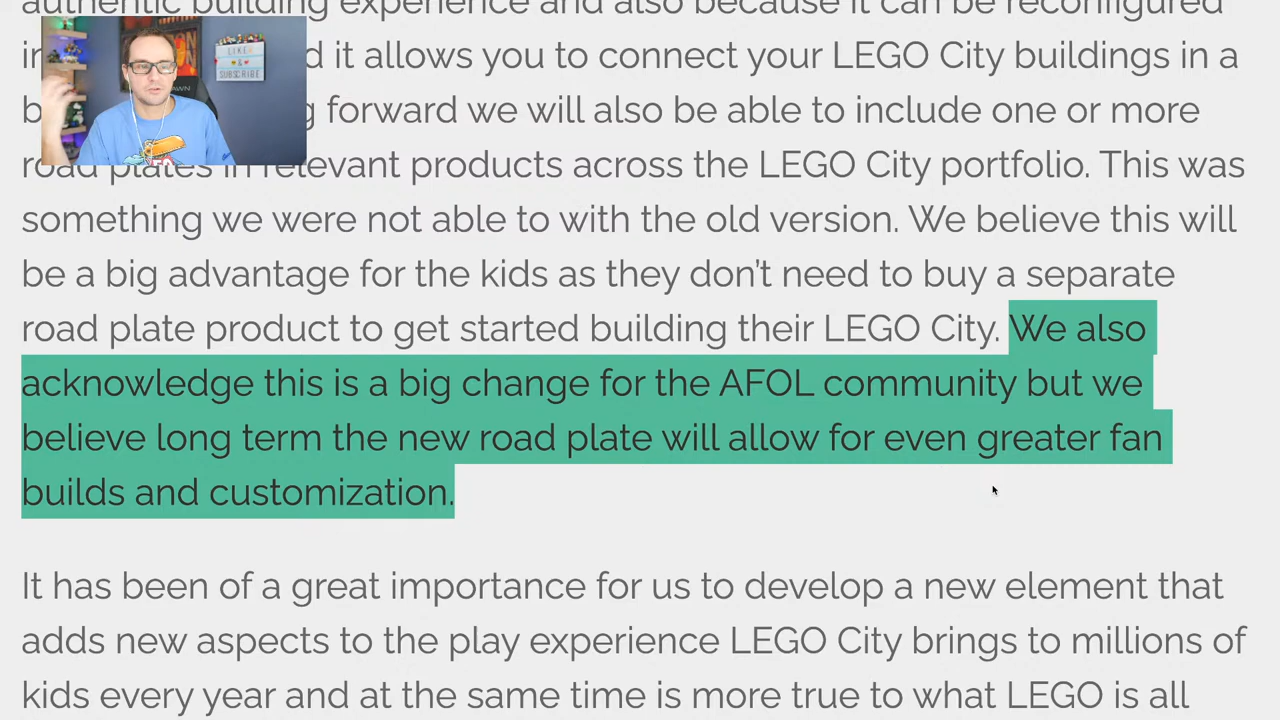 authentic building experience and also because it can be reconfigured
d it allows you to connect your LEGO City buildings in a
forward we will also be able to include one or more
road plates in relevant products across the LEGO City portfolio. This was
something we were not able to with the old version. We believe this will
be a big advantage for the kids as they don't need to buy a separate
road plate product to get started building their LEGO City. We also
acknowledge this is a big change for the AFOL community but we
believe long term the new road plate will allow for even greater fan
builds and customization.
It has been of a great importance for us to develop a new element that
adds new aspects to the play experience LEGO City brings to millions of
kids every year and at the same time is more true to what LEGO is all
LIKE
&
SUBSCRIBE